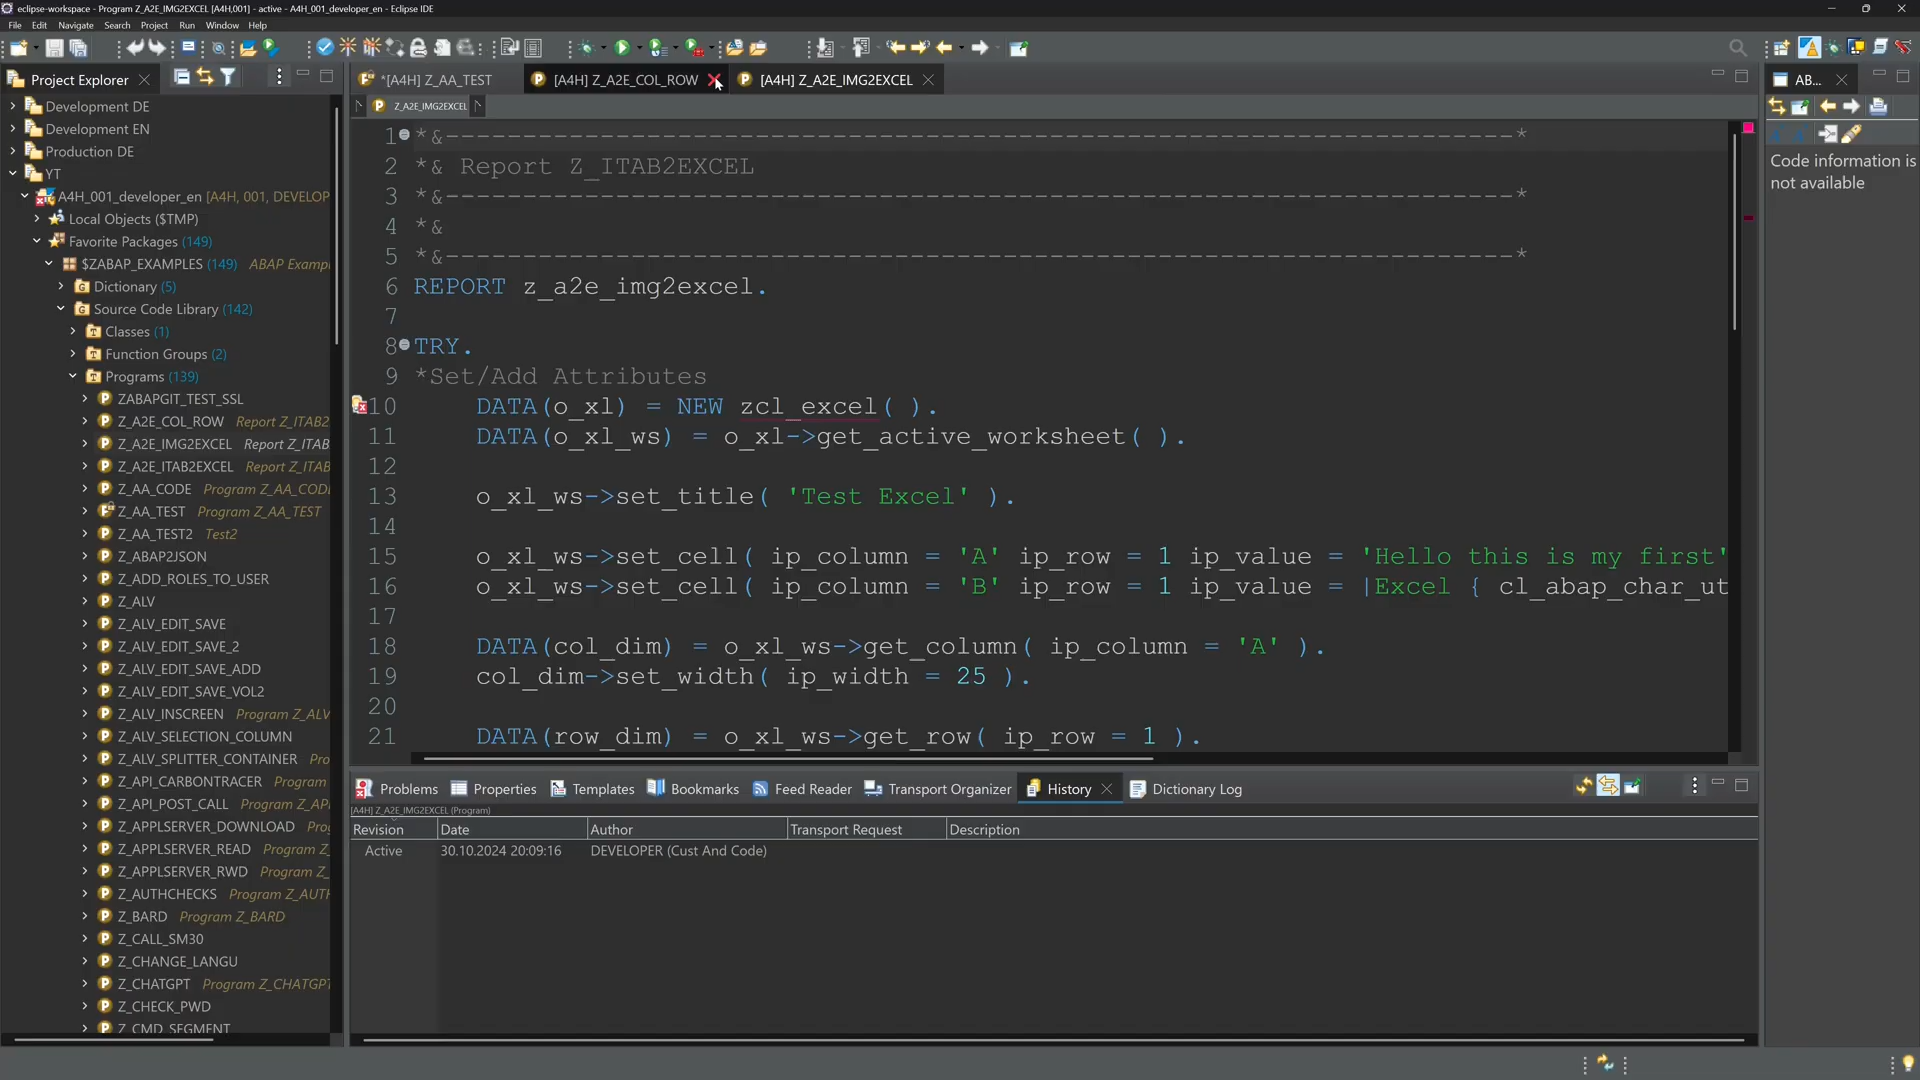 eclipse-workspace - Program Z_A2E_IMG2EXCEL [A4H,001] - active - A4H_001_developer_en - Eclipse IDE
File Edit Navigate Search Project Run Window Help
Project Explorer
*[A4H] Z_AA_TEST
[A4H] Z_A2E_COL_ROW
[A4H] Z_A2E_IMG2EXCEL
AB...
Z_A2E_IMG2EXCEL
Development DE
Development EN
Production DE
YT
A4H_001_developer_en [A4H, 001, DEVELOP
Local Objects ($TMP)
Favorite Packages (149)
$ZABAP_EXAMPLES (149) ABAP Exampl
Dictionary (5)
Source Code Library (142)
Classes (1)
Function Groups (2)
Programs (139)
ZABAPGIT_TEST_SSL
Z_A2E_COL_ROW Report Z_ITAB2
Z_A2E_IMG2EXCEL Report Z_ITAB
Z_A2E_ITAB2EXCEL Report Z_ITAB
Z_AA_CODE Program Z_AA_CODE
Z_AA_TEST Program Z_AA_TEST
Z_AA_TEST2 Test2
Z_ABAP2JSON
Z_ADD_ROLES_TO_USER
Z_ALV
Z_ALV_EDIT_SAVE
Z_ALV_EDIT_SAVE_2
Z_ALV_EDIT_SAVE_ADD
Z_ALV_EDIT_SAVE_VOL2
Z_ALV_INSCREEN Program Z_ALV
Z_ALV_SELECTION_COLUMN
Z_ALV_SPLITTER_CONTAINER Pro
Z_API_CARBONTRACER Program
Z_API_POST_CALL Program Z_AP
Z_APPLSERVER_DOWNLOAD Prog
Z_APPLSERVER_READ Program Z_
Z_APPLSERVER_RWD Program Z_
Z_AUTHCHECKS Program Z_AUTH
Z_BARD Program Z_BARD
Z_CALL_SM30
Z_CHANGE_LANGU
Z_CHATGPT Program Z_CHATGPT
Z_CHECK_PWD
Z_CMD_SEGMENT
1 *&---------------------------------------------------------------------*
2 *& Report Z_ITAB2EXCEL
3 *&---------------------------------------------------------------------*
4 *&
5 *&---------------------------------------------------------------------*
6 REPORT z_a2e_img2excel.
7
8 TRY.
9 *Set/Add Attributes
10 DATA(o_xl) = NEW zcl_excel( ).
11 DATA(o_xl_ws) = o_xl->get_active_worksheet( ).
12
13 o_xl_ws->set_title( 'Test Excel' ).
14
15 o_xl_ws->set_cell( ip_column = 'A' ip_row = 1 ip_value = 'Hello this is my first'
16 o_xl_ws->set_cell( ip_column = 'B' ip_row = 1 ip_value = |Excel { cl_abap_char_ut
17
18 DATA(col_dim) = o_xl_ws->get_column( ip_column = 'A' ).
19 col_dim->set_width( ip_width = 25 ).
20
21 DATA(row_dim) = o_xl_ws->get_row( ip_row = 1 ).
Code information is
not available
Problems Properties Templates Bookmarks Feed Reader Transport Organizer History Dictionary Log
[A4H] Z_A2E_IMG2EXCEL (Program)
Revision Date Author Transport Request Description
Active 30.10.2024 20:09:16 DEVELOPER (Cust And Code)